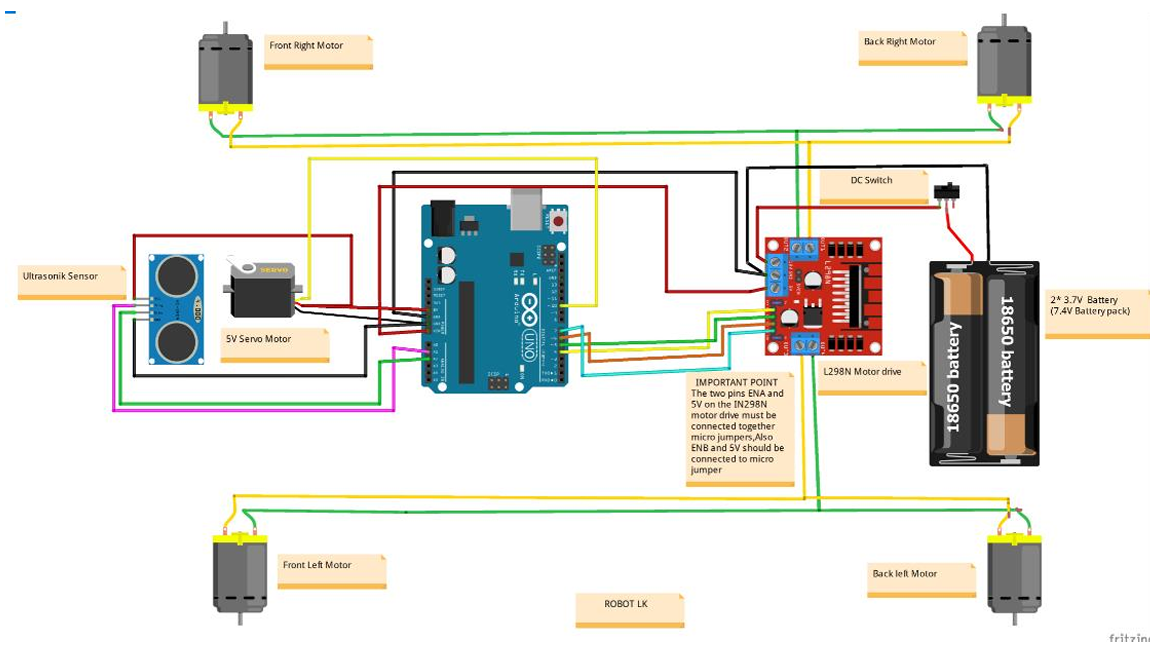 Front Right Motor
Back Right Motor
DC Switch
Ultrasonik Sensor
SERVO
5V Servo Motor
Arduino
UNO
L298N
2* 3.7V Battery
(7.4V Battery pack)
18650 battery
18650 battery
L298N Motor drive
IMPORTANT POINT
The two pins ENA and
5V on the IN298N
motor drive must be
connected together
micro jumpers,Also
ENB and 5V should be
connected to micro
jumper
Front Left Motor
Back left Motor
ROBOT LK